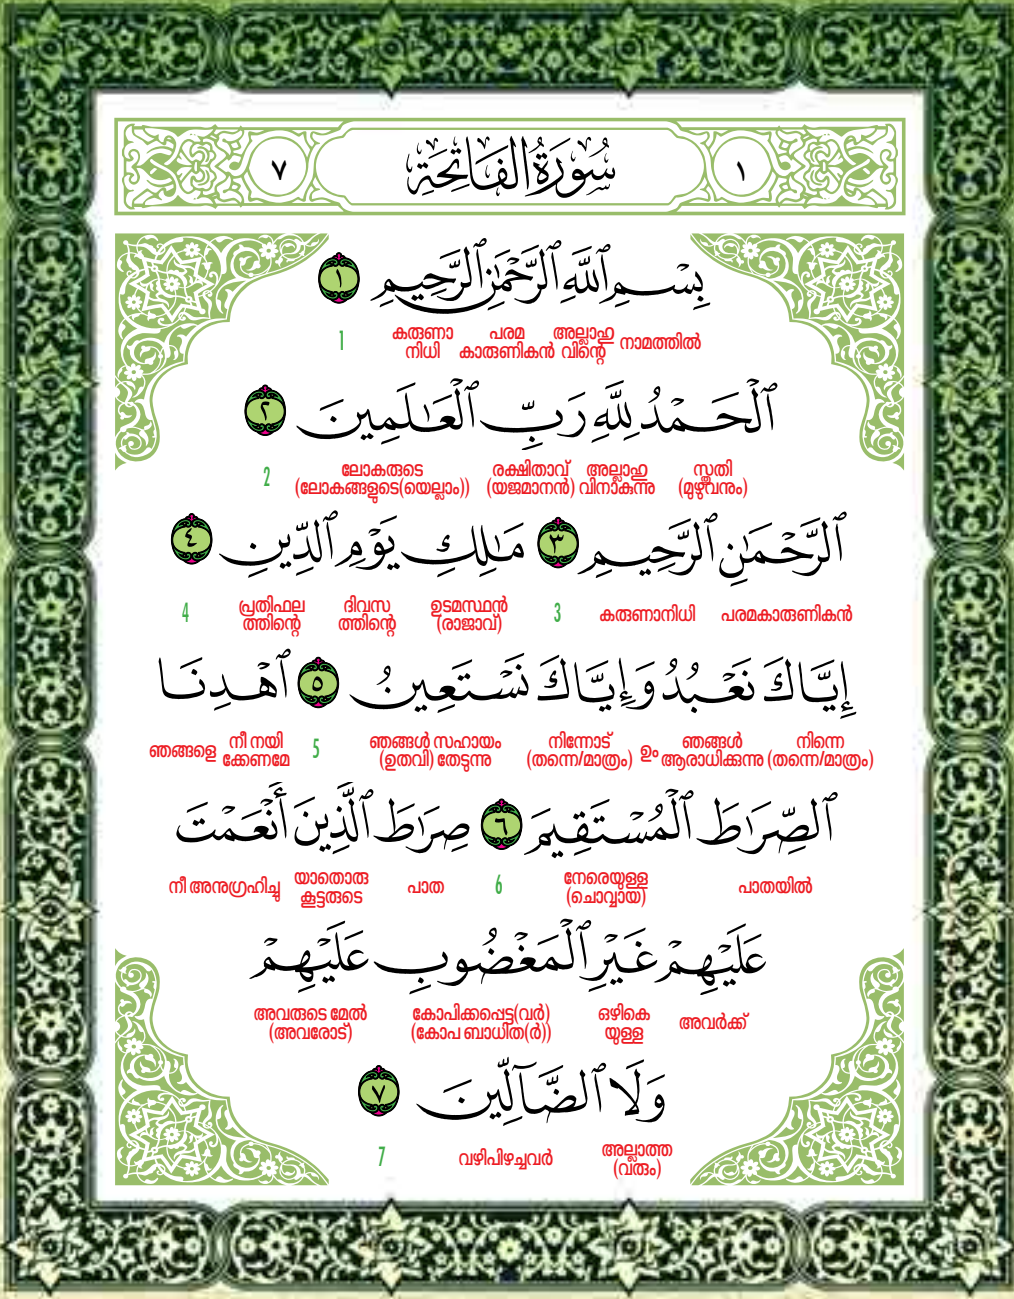 ١ سُورَةُ الْفَاتِحَةِ ٧
بِسْمِ ٱللَّهِ ٱلرَّحْمَٰنِ ٱلرَّحِيمِ ١
നാമത്തിൽ അല്ലാഹു പരമ കരുണാ
വിന്റെ കാരുണികൻ നിധി 1
ٱلْحَمْدُ لِلَّهِ رَبِّ ٱلْعَٰلَمِينَ ٢
സ്തുതി അല്ലാഹു രക്ഷിതാവ് ലോകരുടെ
(മുഴുവനും) വിനാകുന്നു (യജമാനൻ) (ലോകങ്ങളുടെ(യെല്ലാം)) 2
ٱلرَّحْمَٰنِ ٱلرَّحِيمِ ٣ مَٰلِكِ يَوْمِ ٱلدِّينِ ٤
പരമകാരുണികൻ കരുണാനിധി 3 ഉടമസ്ഥൻ ദിവസ പ്രതിഫല
(രാജാവ്) ത്തിന്റെ ത്തിന്റെ 4
إِيَّاكَ نَعْبُدُ وَإِيَّاكَ نَسْتَعِينُ ٥ ٱهْدِنَا
നിന്നെ ഞങ്ങൾ നിന്നോട് ഞങ്ങൾ സഹായം നീ നയി
(തന്നെ/മാത്രം) ആരാധിക്കുന്നു ഉം (തന്നെ/മാത്രം) (ഉതവി) തേടുന്നു 5 ക്കേണമേ ഞങ്ങളെ
ٱلصِّرَٰطَ ٱلْمُسْتَقِيمَ ٦ صِرَٰطَ ٱلَّذِينَ أَنْعَمْتَ
പാതയിൽ നേരെയുള്ള 6 പാത യാതൊരു നീ അനുഗ്രഹിച്ചു
(ചൊവ്വായ) കൂട്ടരുടെ
عَلَيْهِمْ غَيْرِ ٱلْمَغْضُوبِ عَلَيْهِمْ
അവർക്ക് ഒഴികെ കോപിക്കപ്പെട്ട(വർ) അവരുടെ മേൽ
യുള്ള (കോപ ബാധിത(ർ)) (അവരോട്)
وَلَا ٱلضَّآلِّينَ ٧
അല്ലാത്ത വഴിപിഴച്ചവർ 7
(വരും)